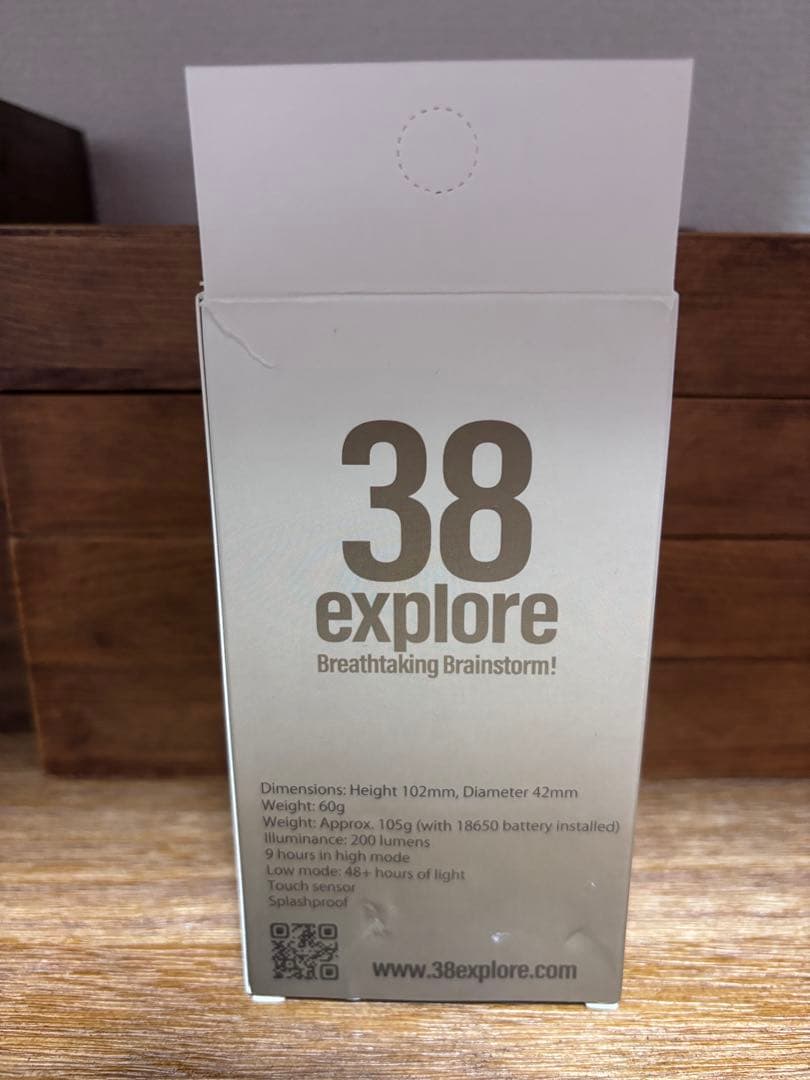 38
explore
Breathtaking Brainstorm!
Dimensions: Height 102mm, Diameter 42mm
Weight: 60g
Weight: Approx. 105g (with 18650 battery installed)
Illuminance: 200 lumens
9 hours in high mode
Low mode: 48+ hours of light
Touch sensor
Splashproof
www.38explore.com